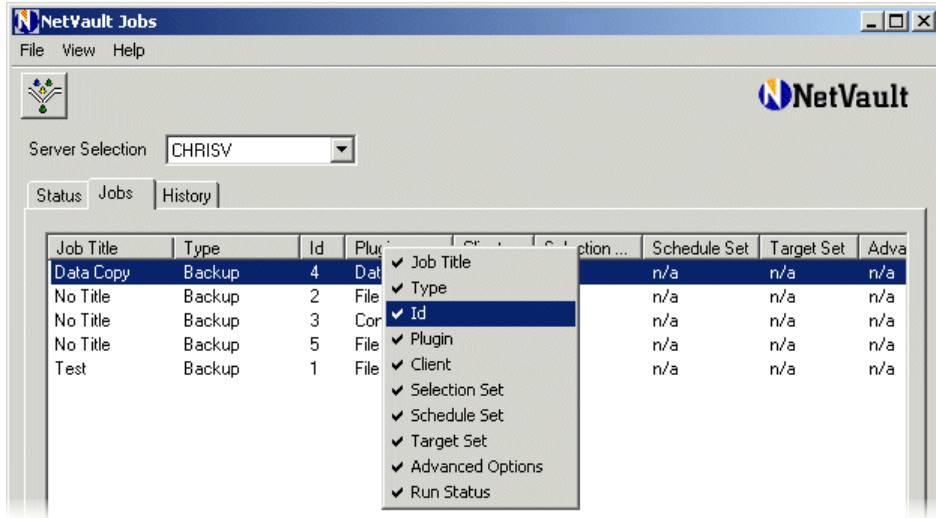 NetVault Jobs
File View Help
NetVault
Server Selection CHRISV
Status Jobs History
Job Title Type Id Schedule Set Target Set
Data Copy Backup 4 n/a n/a n/a
No Title Backup 2 File n/a n/a n/a
No Title Backup 3 n/a n/a n/a
No Title Backup 5 File n/a n/a n/a
Test Backup 1 File n/a n/a n/a
Job Title
Type
Id
Plugin
Client
Selection Set
Schedule Set
Target Set
Advanced Options
Run Status